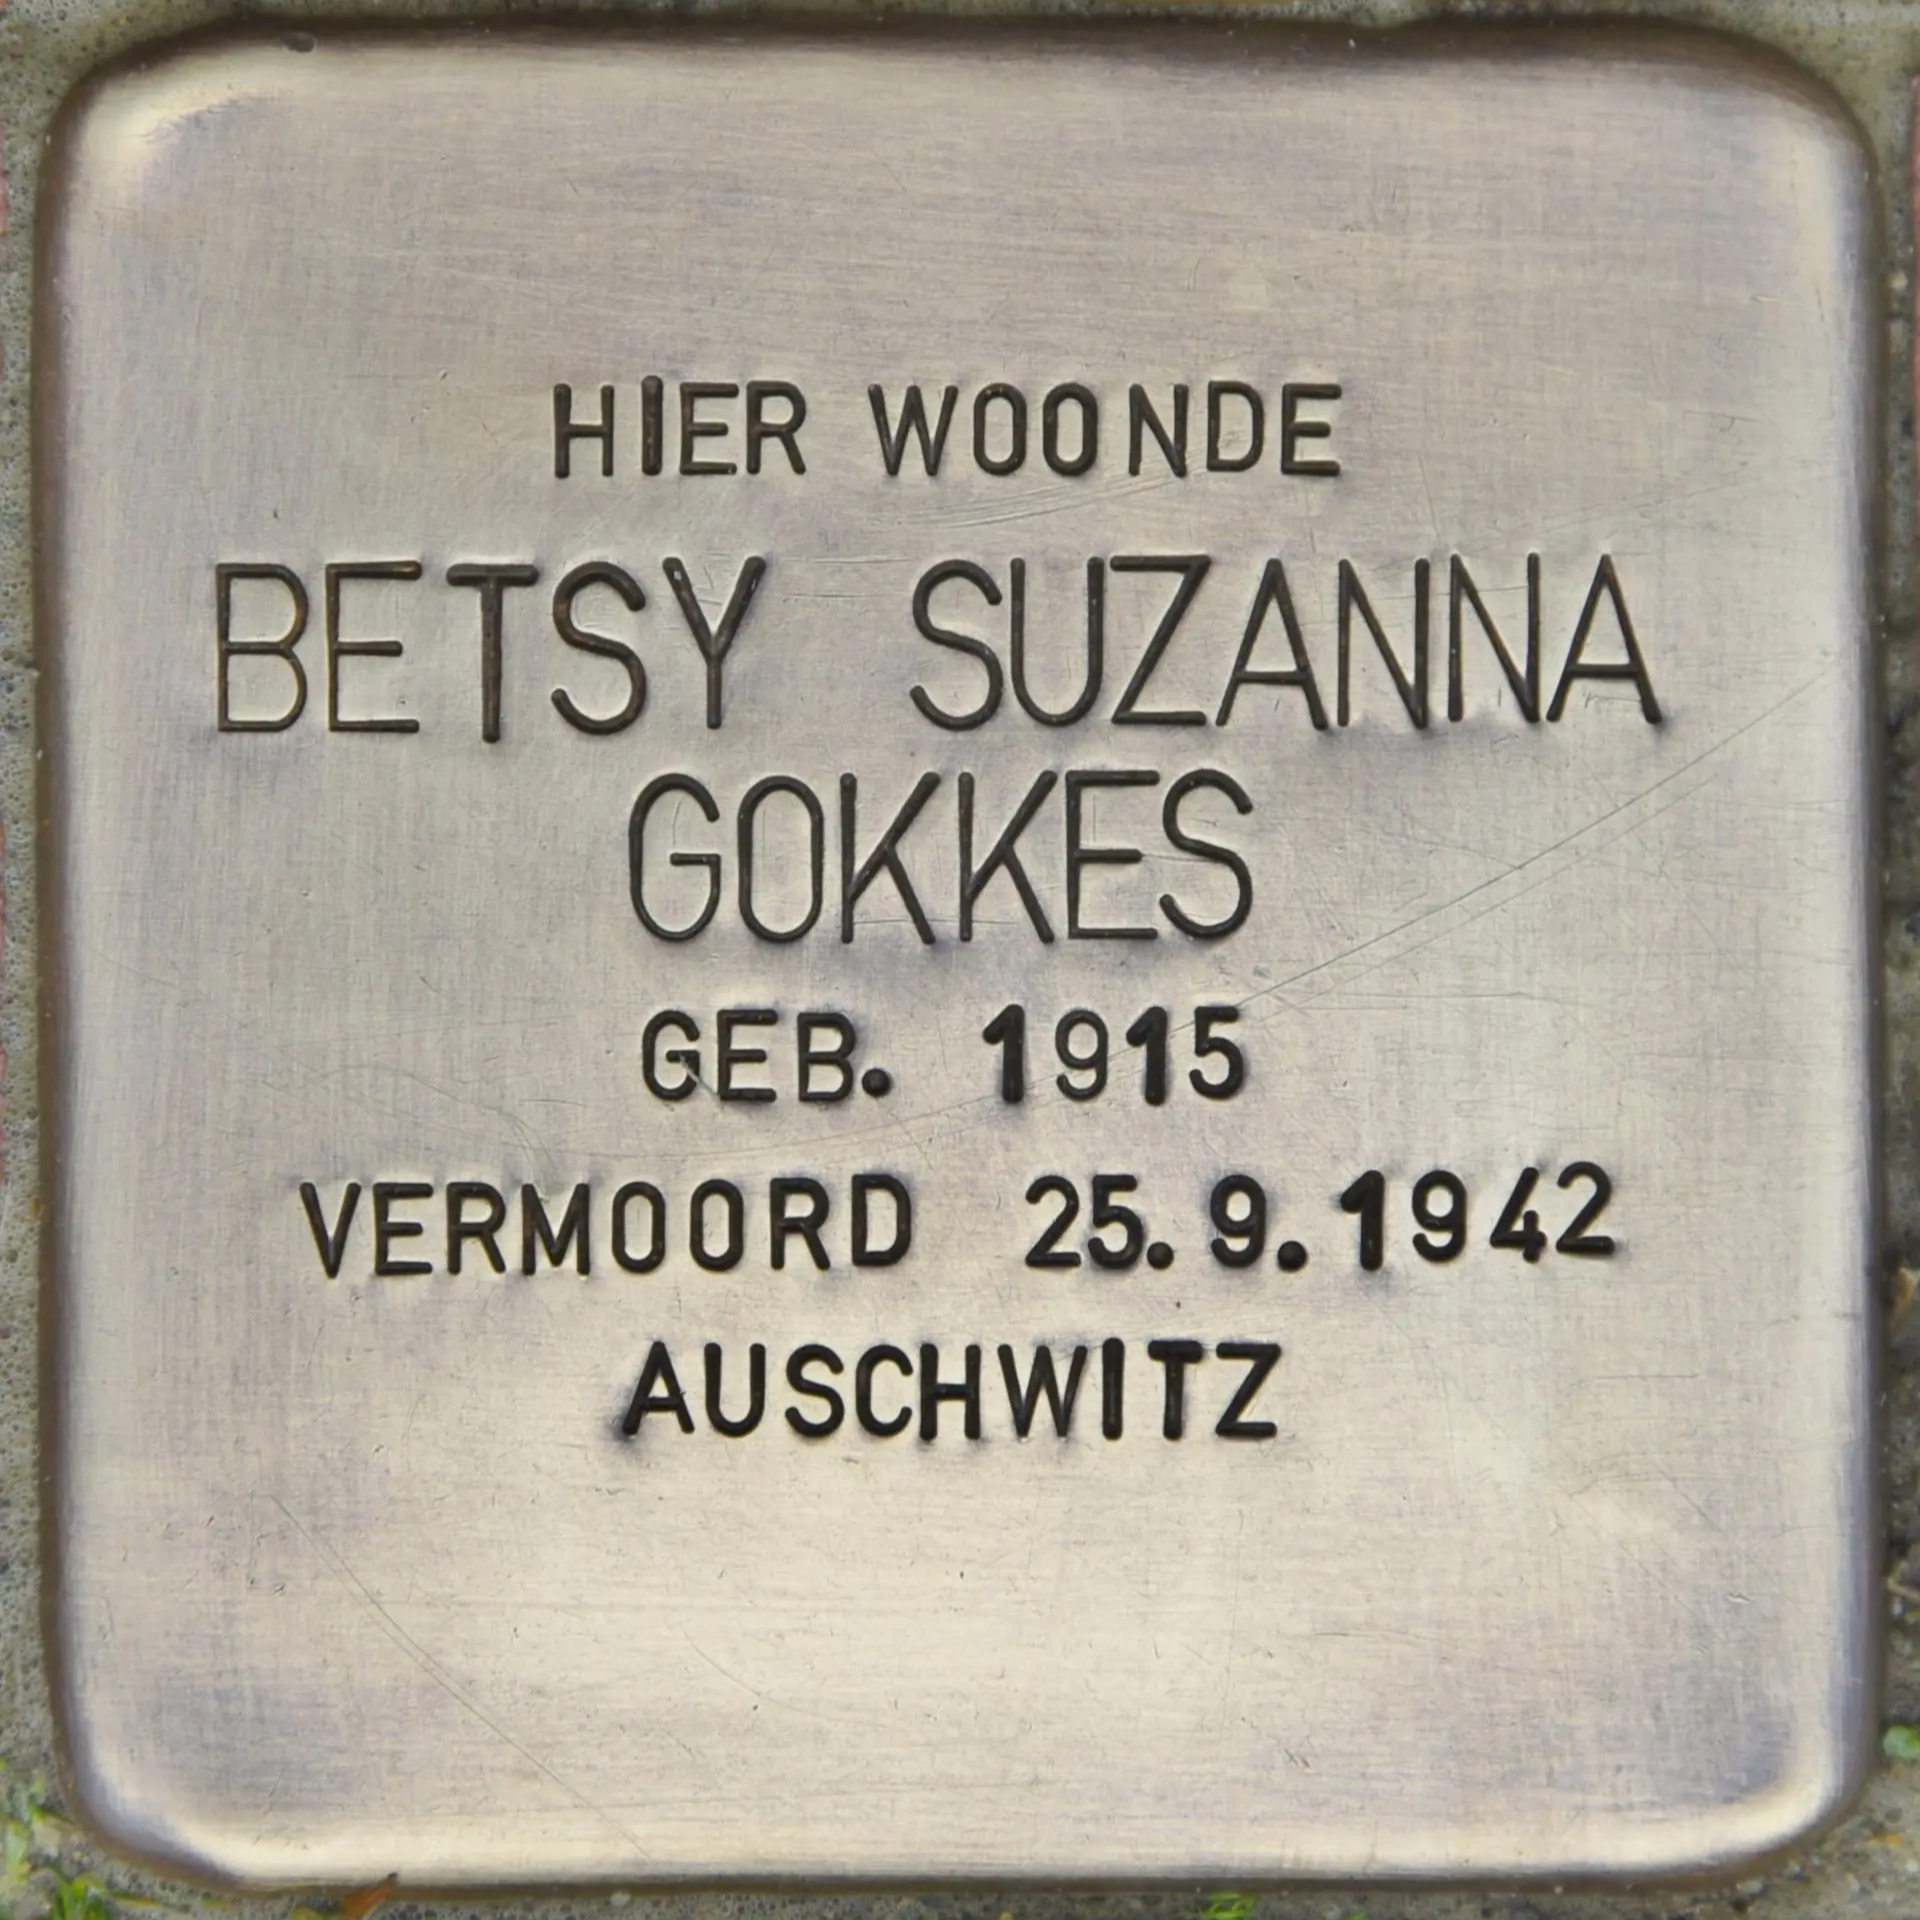 HIER WOONDE
BETSY SUZANNA
GOKKES
GEB. 1915
VERMOORD 25.9.1942
AUSCHWITZ